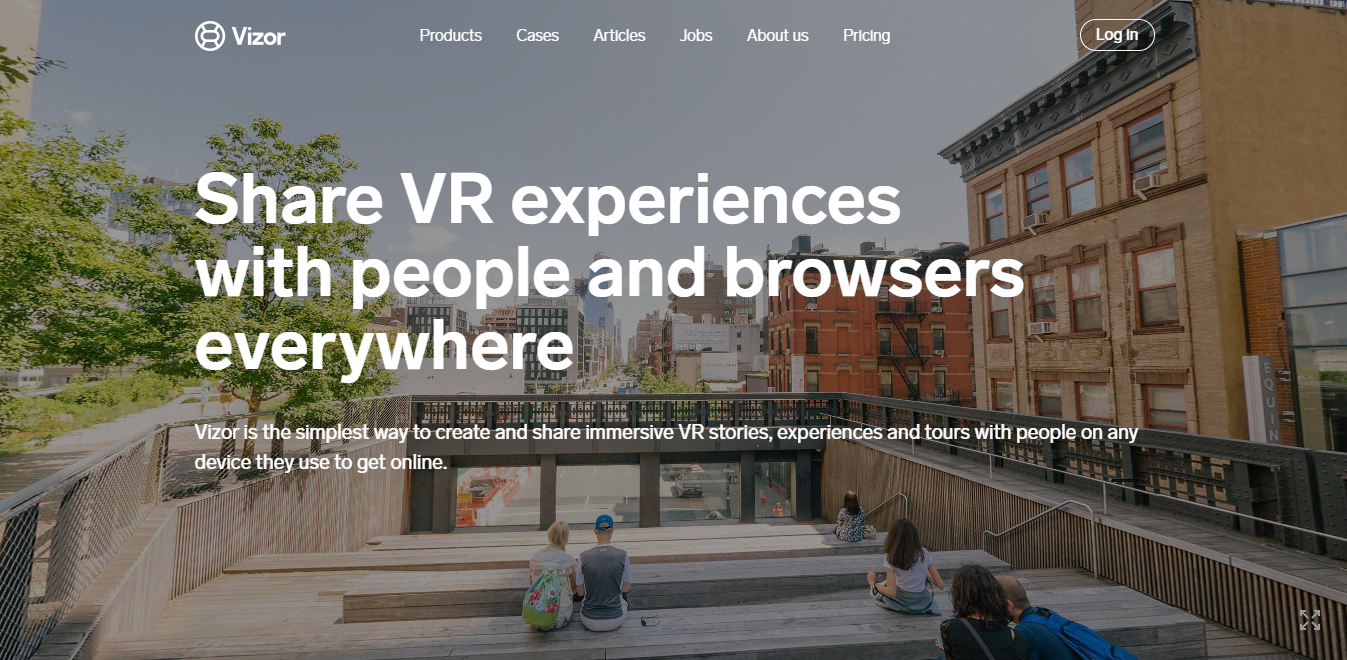 Vizor
Products
Cases
Articles
Jobs
About us
Pricing
Log in
Share VR experiences
with people and browsers
everywhere
Vizor is the simplest way to create and share immersive VR stories, experiences and tours with people on any
device they use to get online.
EQUIN